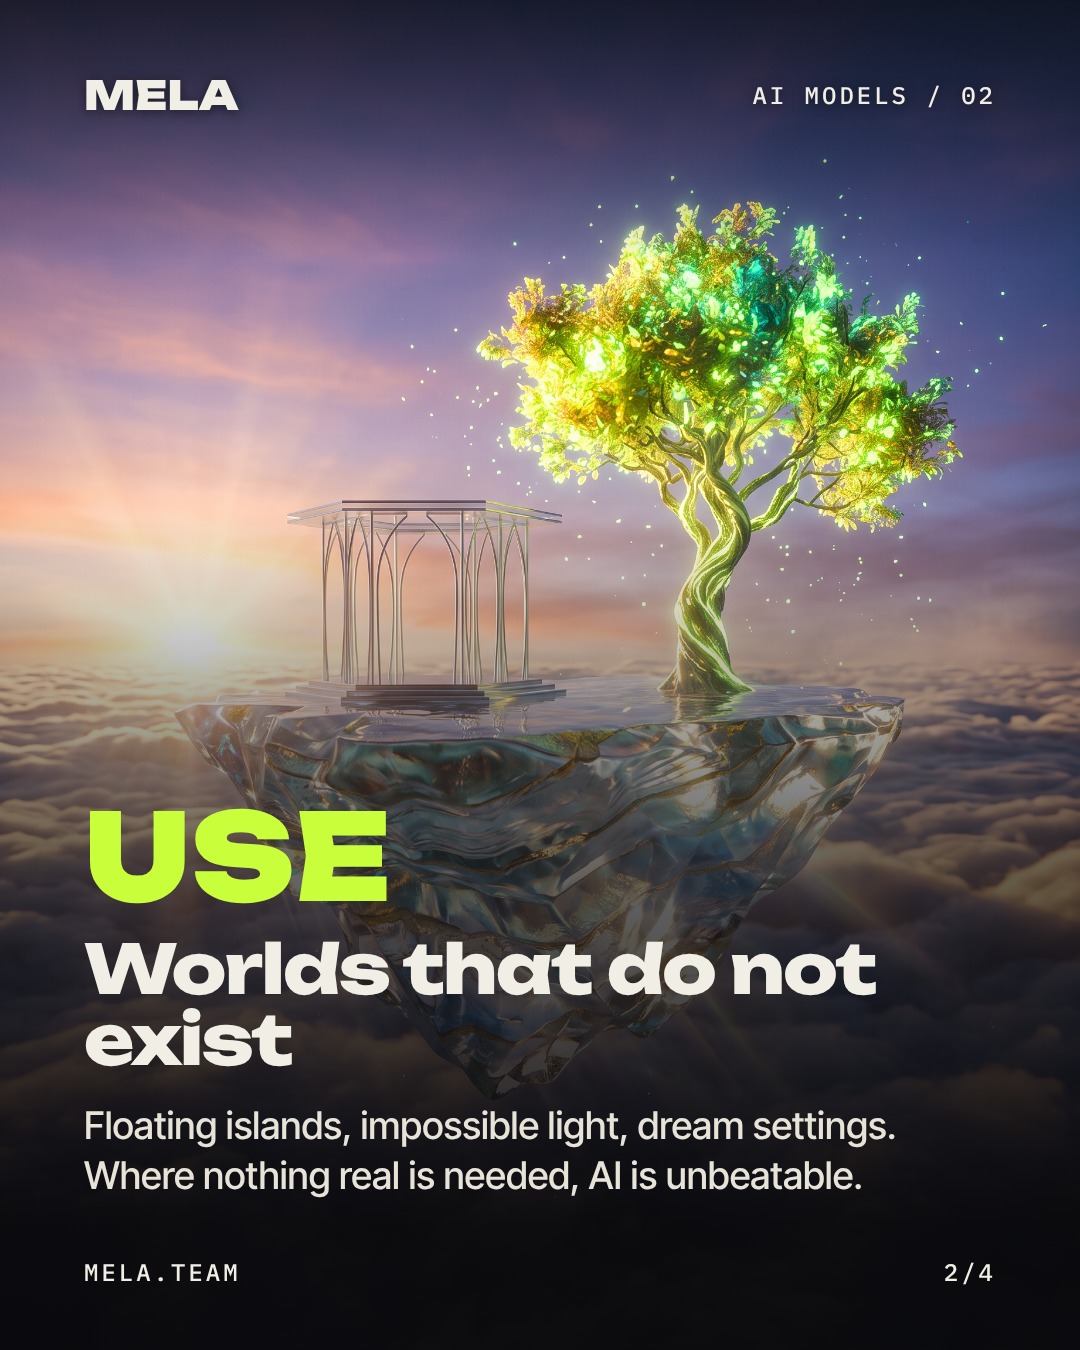 MELA
AI MODELS / 02
USE
Worlds that do not
exist
Floating islands, impossible light, dream settings.
Where nothing real is needed, AI is unbeatable.
MELA.TEAM
2/4